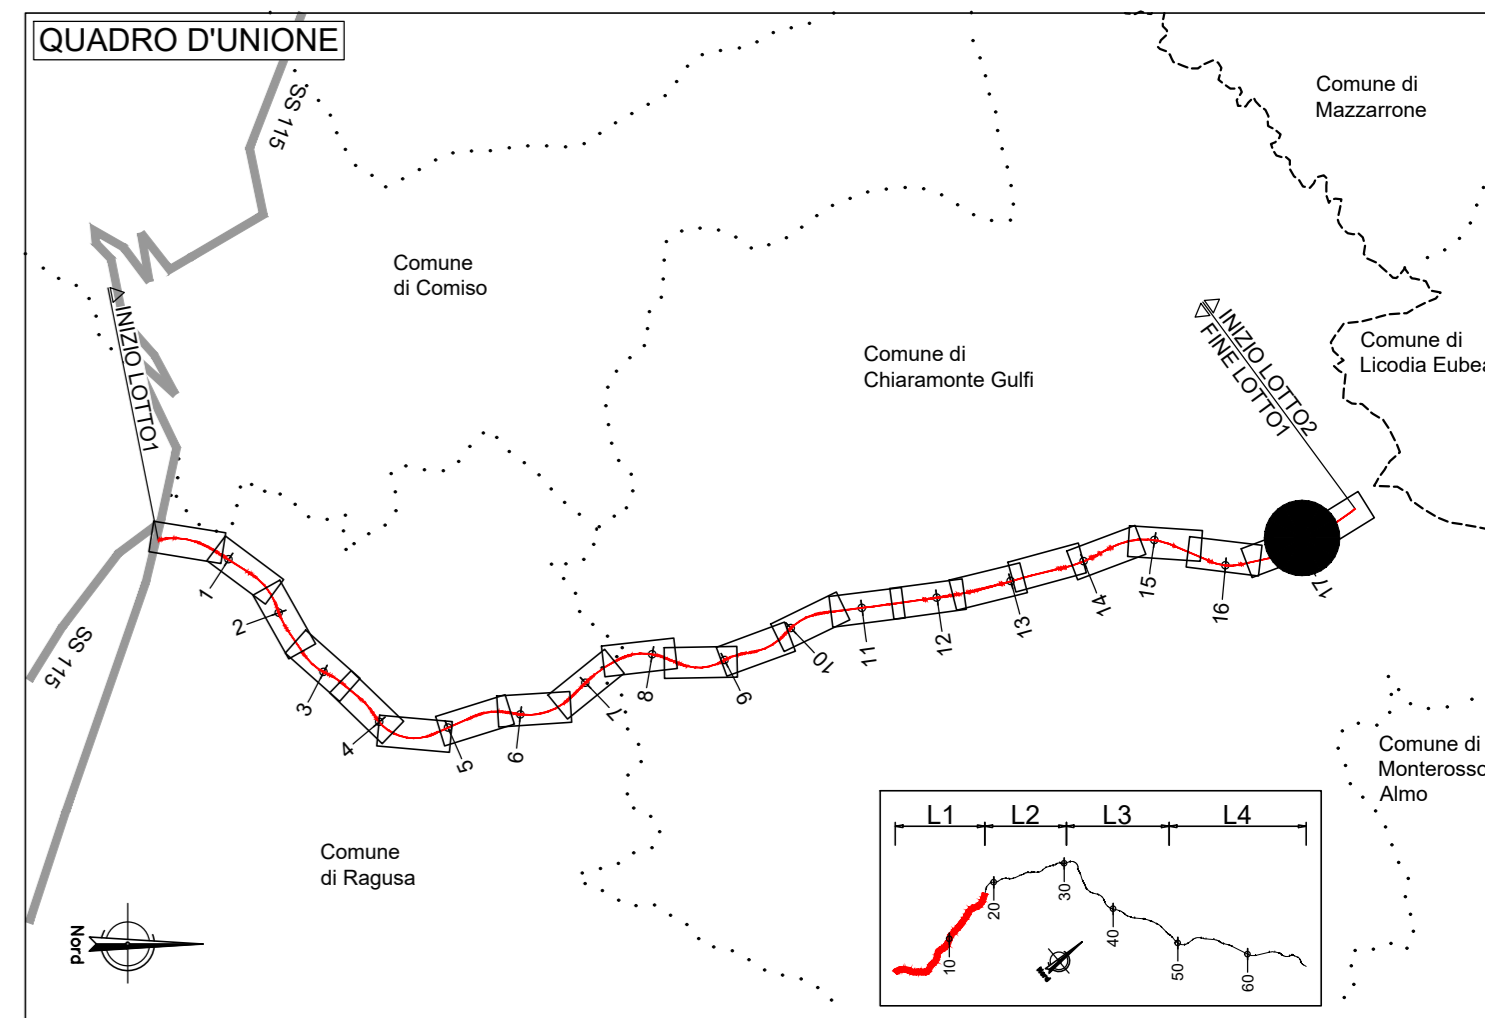 QUADRO D'UNIONE
SS 115
Comune di
Mazzarrone
Comune
di Comiso
INIZIO LOTTO1
INIZIO LOTTO2
FINE LOTTO1
Comune di
Chiaramonte Gulfi
Comune di
Licodia Eubea
1
2
3
4
5
6
7
8
9
10
11
12
13
14
15
16
17
SS 115
Comune di
Monterosso
Almo
Comune
di Ragusa
Nord
L1
L2
L3
L4
10
20
30
40
50
60